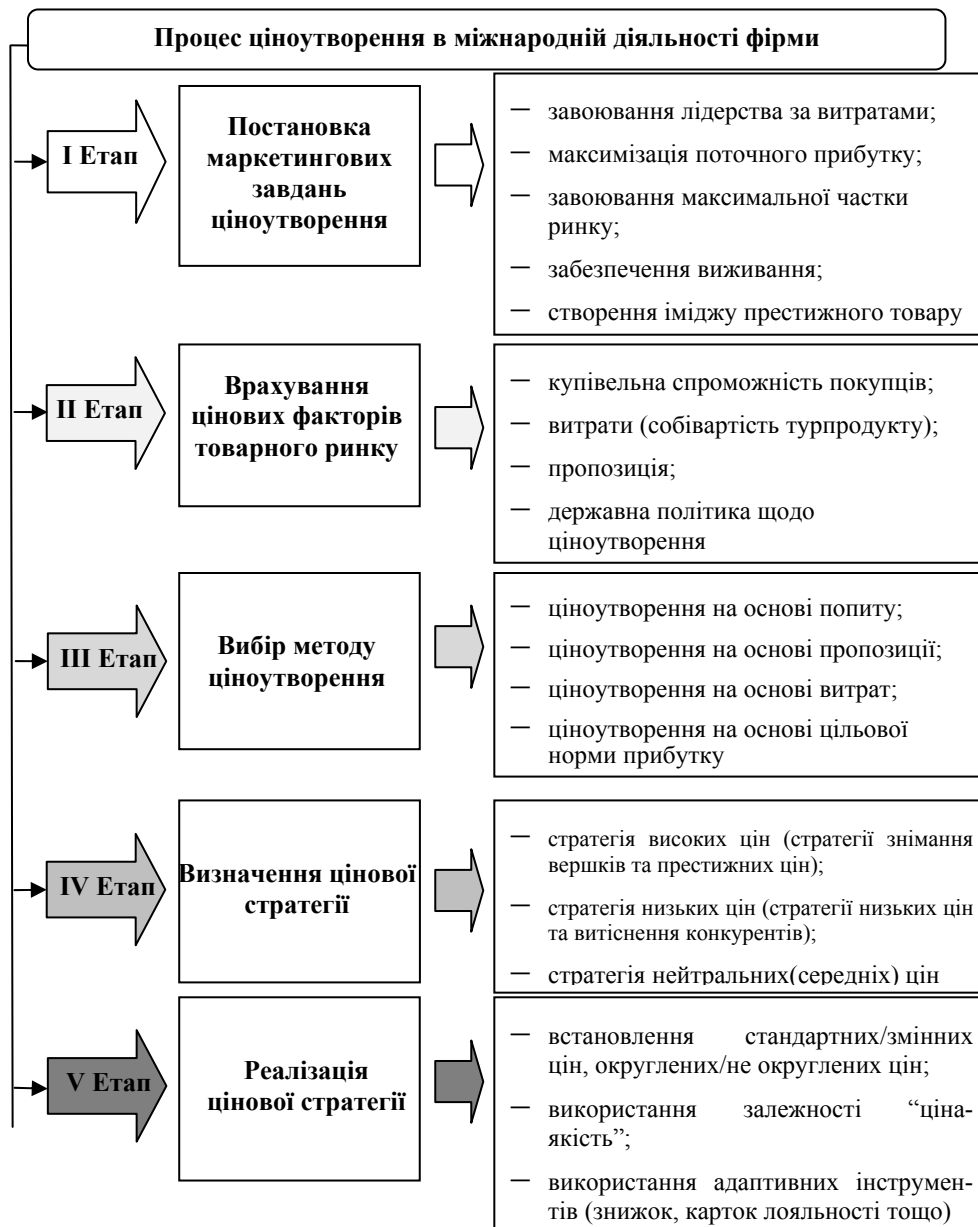 Процес ціноутворення в міжнародній діяльності фірми
І Етап
Постановка
маркетингових
завдань
ціноутворення
— завоювання лідерства за витратами;
— максимізація поточного прибутку;
— завоювання максимальної частки
ринку;
— забезпечення виживання;
— створення іміджу престижного товару
ІІ Етап
Врахування
цінових факторів
товарного ринку
— купівельна спроможність покупців;
— витрати (собівартість турпродукту);
— пропозиція;
— державна політика щодо
ціноутворення
ІІІ Етап
Вибір методу
ціноутворення
— ціноутворення на основі попиту;
— ціноутворення на основі пропозиції;
— ціноутворення на основі витрат;
— ціноутворення на основі цільової
норми прибутку
IV Етап
Визначення цінової
стратегії
— стратегія високих цін (стратегії знімання
вершків та престижних цін);
— стратегія низьких цін (стратегії низьких цін
та витіснення конкурентів);
— стратегія нейтральних(середніх) цін
V Етап
Реалізація
цінової стратегії
— встановлення стандартних/змінних
цін, округлених/не округлених цін;
— використання залежності “ціна-
якість”;
— використання адаптивних інструмен-
тів (знижок, карток лояльності тощо)